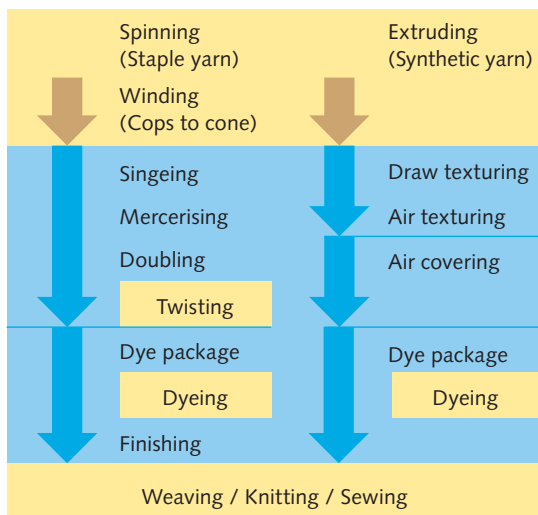 Spinning
(Staple yarn)
Winding
(Cops to cone)
Singeing
Mercerising
Doubling
Twisting
Dye package
Dyeing
Finishing
Extruding
(Synthetic yarn)
Draw texturing
Air texturing
Air covering
Dye package
Dyeing
Weaving / Knitting / Sewing